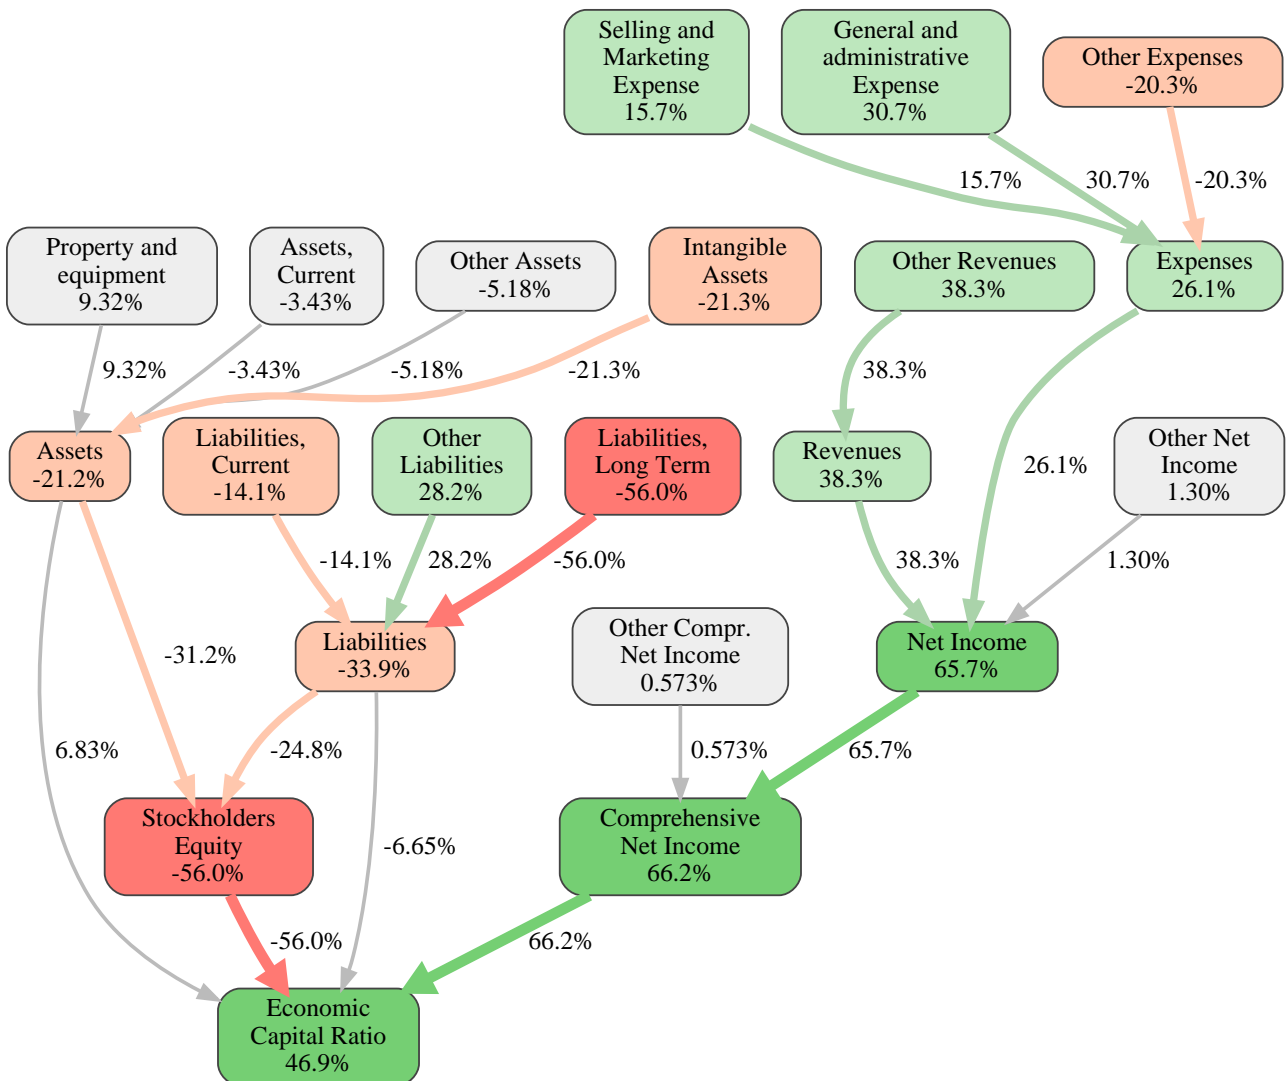 Selling and
Marketing
Expense
15.7%
General and
administrative
Expense
30.7%
Other Expenses
-20.3%
15.7%
30.7%
-20.3%
Property and
equipment
9.32%
Assets,
Current
-3.43%
Other Assets
-5.18%
Intangible
Assets
-21.3%
Other Revenues
38.3%
Expenses
26.1%
9.32%
-3.43%
-5.18%
-21.3%
38.3%
Assets
-21.2%
Liabilities,
Current
-14.1%
Other
Liabilities
28.2%
Liabilities,
Long Term
-56.0%
Revenues
38.3%
26.1%
Other Net
Income
1.30%
-14.1%
28.2%
-56.0%
38.3%
1.30%
-31.2%
Liabilities
-33.9%
Other Compr.
Net Income
0.573%
Net Income
65.7%
6.83%
-24.8%
0.573%
65.7%
Stockholders
Equity
-56.0%
-6.65%
Comprehensive
Net Income
66.2%
-56.0%
66.2%
Economic
Capital Ratio
46.9%